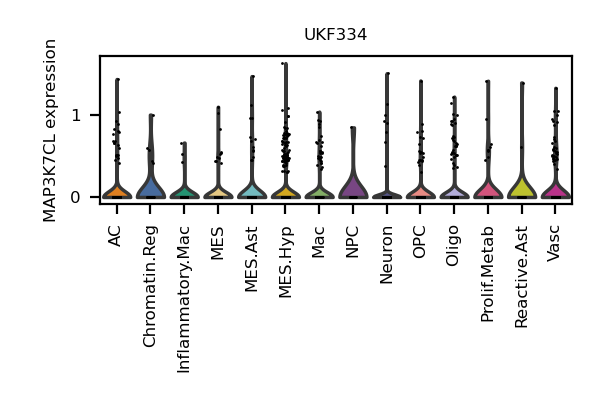 UKF334
MAP3K7CL expression
1
0
AC
Chromatin.Reg
Inflammatory.Mac
MES
MES.Ast
MES.Hyp
Mac
NPC
Neuron
OPC
Oligo
Prolif.Metab
Reactive.Ast
Vasc